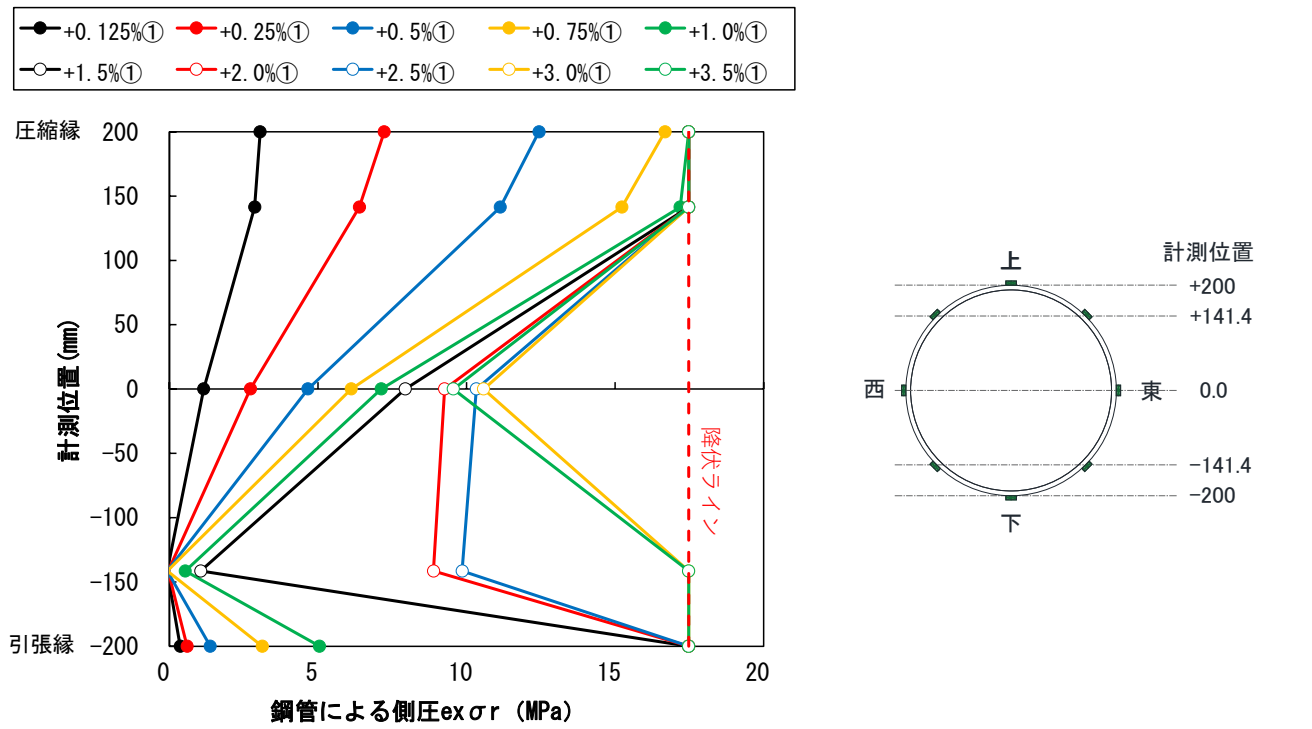 +0.125%① +0.25%① +0.5%① +0.75%① +1.0%①
+1.5%① +2.0%① +2.5%① +3.0%① +3.5%①
圧縮縁 200
150
100
50
0
-50
-100
-150
引張縁 -200
計測位置(mm)
0 5 10 15 20
鋼管による側圧exσr (MPa)
降伏ライン
計測位置
上
+200
+141.4
西 東 0.0
-141.4
-200
下